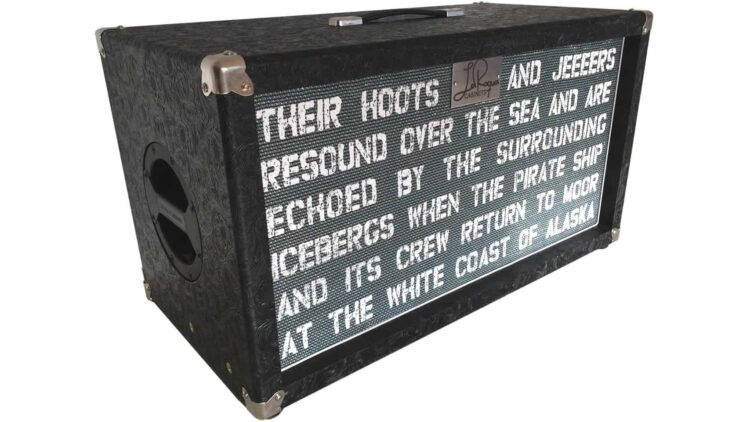 THEIR HOOTS AND JEEEERS
RESOUND OVER THE SEA AND ARE
ECHOED BY THE SURROUNDING
ICEBERGS WHEN THE PIRATE SHIP
AND ITS CREW RETURN TO MOOR
AT THE WHITE COAST OF ALASKA